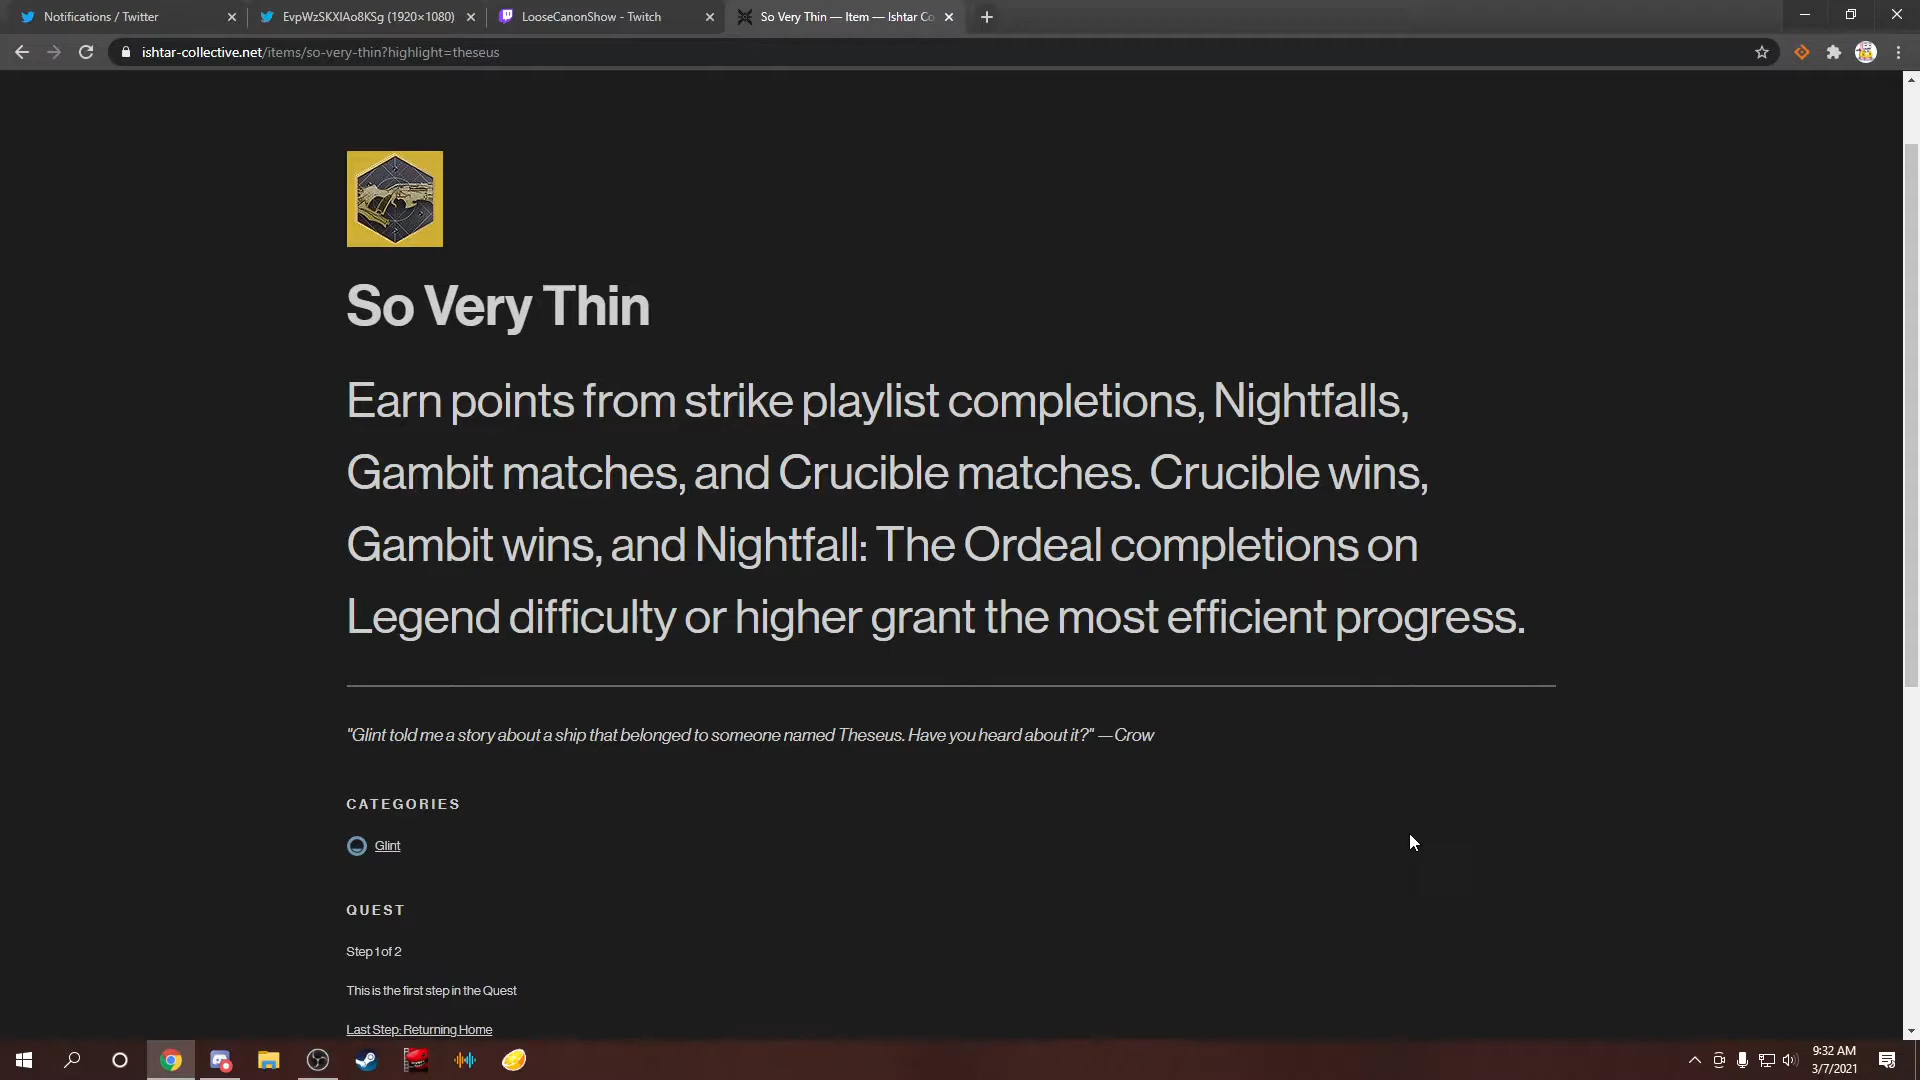 Notifications / Twitter
EvpWzSKXIAo8KSg (1920×1080)
LooseCanonShow - Twitch
So Very Thin — Item — Ishtar Co
ishtar-collective.net/items/so-very-thin?highlight=theseus
So Very Thin
Earn points from strike playlist completions, Nightfalls,
Gambit matches, and Crucible matches. Crucible wins,
Gambit wins, and Nightfall: The Ordeal completions on
Legend difficulty or higher grant the most efficient progress.
"Glint told me a story about a ship that belonged to someone named Theseus. Have you heard about it?" —Crow
CATEGORIES
Glint
QUEST
Step 1 of 2
This is the first step in the Quest
Last Step: Returning Home
9:32 AM
3/7/2021